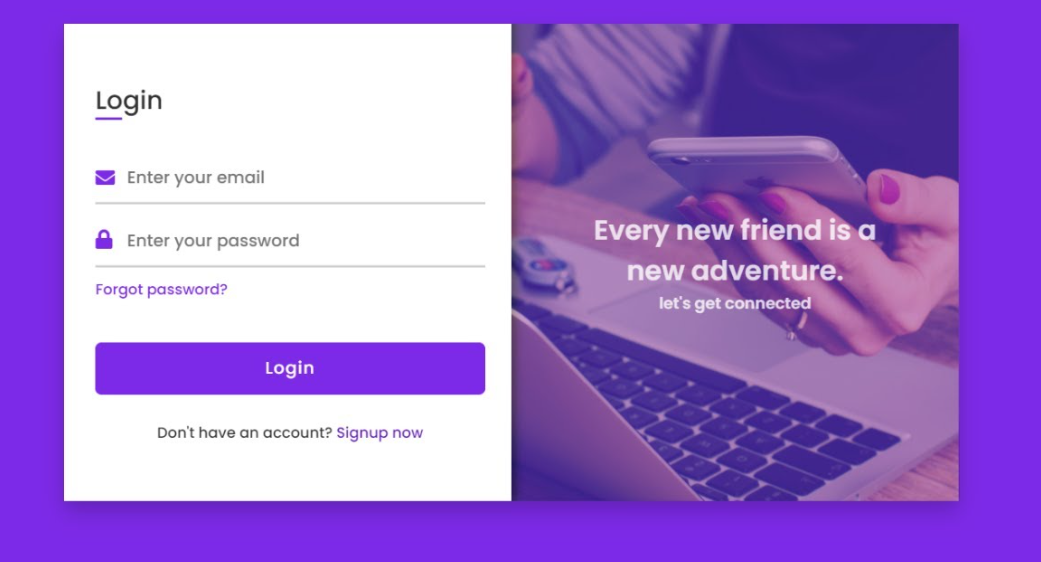 Login
Enter your email
Enter your password
Forgot password?
Login
Don't have an account? Signup now
Every new friend is a
new adventure.
let's get connected